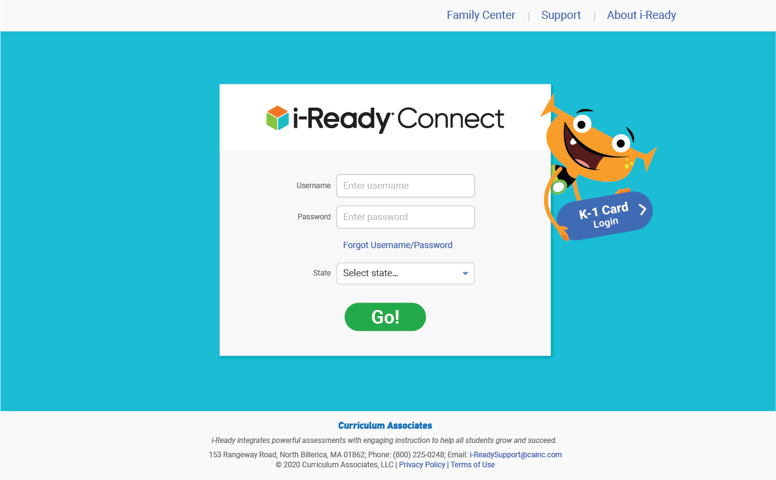 Family Center | Support | About i-Ready
i-Ready Connect
Username
Enter username
Password
Enter password
Forgot Username/Password
State
Select state...
Go!
K-1 Card
Login
Curriculum Associates
i-Ready integrates powerful assessments with engaging instruction to help all students grow and succeed.
153 Rangeway Road, North Billerica, MA 01862; Phone: (800) 225-0248; Email: i-ReadySupport@cainc.com
© 2020 Curriculum Associates, LLC | Privacy Policy | Terms of Use